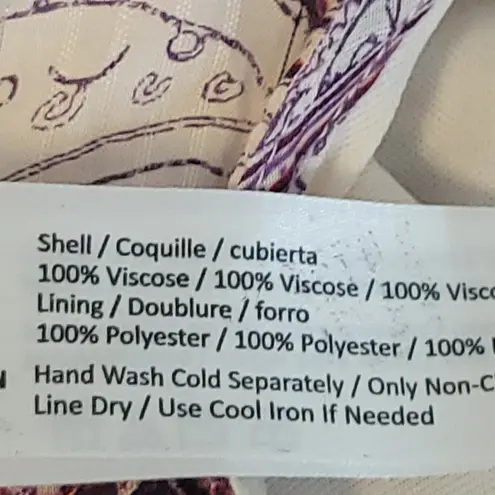 Shell / Coquille / cubierta
100% Viscose / 100% Viscose / 100% Visco
Lining / Doublure / forro
100% Polyester / 100% Polyester / 100%
Hand Wash Cold Separately / Only Non-C
Line Dry / Use Cool Iron If Needed